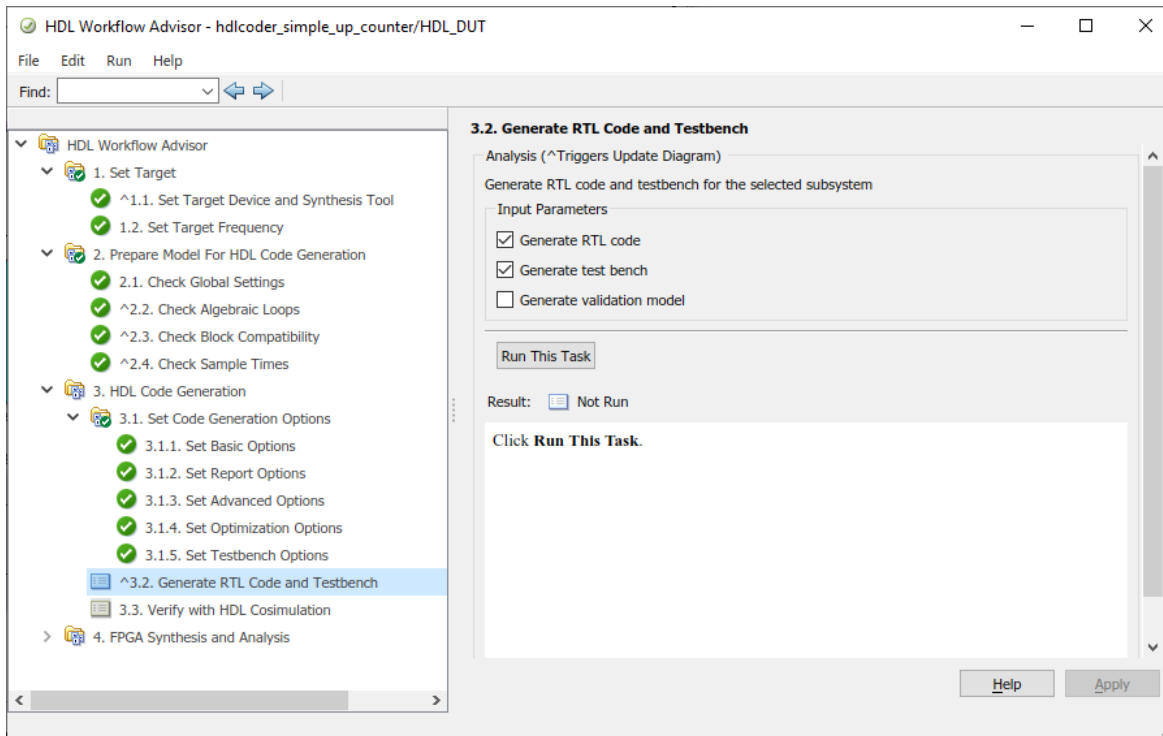 HDL Workflow Advisor - hdlcoder_simple_up_counter/HDL_DUT
File Edit Run Help
Find:
HDL Workflow Advisor
1. Set Target
^1.1. Set Target Device and Synthesis Tool
1.2. Set Target Frequency
2. Prepare Model For HDL Code Generation
2.1. Check Global Settings
^2.2. Check Algebraic Loops
^2.3. Check Block Compatibility
^2.4. Check Sample Times
3. HDL Code Generation
3.1. Set Code Generation Options
3.1.1. Set Basic Options
3.1.2. Set Report Options
3.1.3. Set Advanced Options
3.1.4. Set Optimization Options
3.1.5. Set Testbench Options
^3.2. Generate RTL Code and Testbench
3.3. Verify with HDL Cosimulation
4. FPGA Synthesis and Analysis
3.2. Generate RTL Code and Testbench
Analysis (^Triggers Update Diagram)
Generate RTL code and testbench for the selected subsystem
Input Parameters
Generate RTL code
Generate test bench
Generate validation model
Run This Task
Result: Not Run
Click Run This Task.
Help Apply